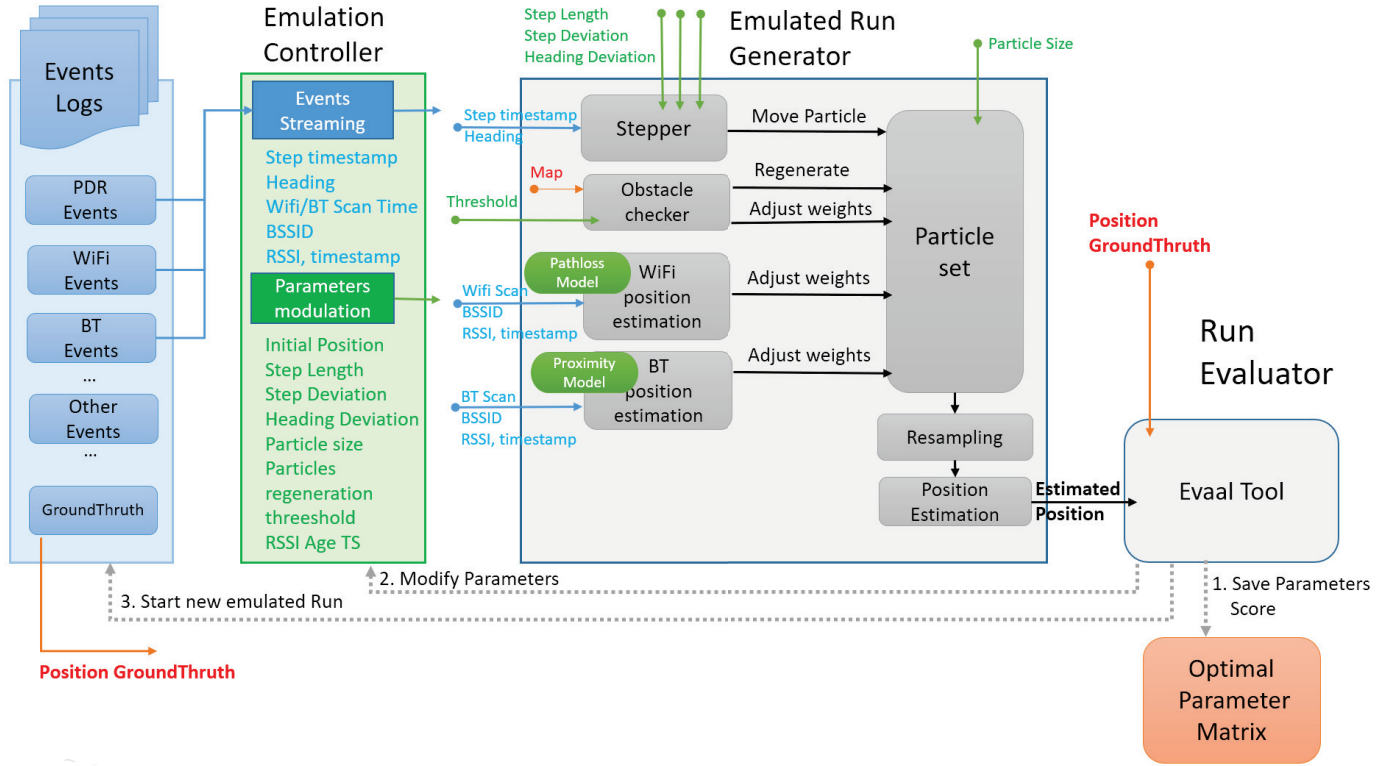 Events
Logs
PDR
Events
WiFi
Events
BT
Events
...
Other
Events
...
GroundThruth
Position GroundThruth
Emulation
Controller
Events
Streaming
Step timestamp
Heading
Wifi/BT Scan Time
BSSID
RSSI, timestamp
Parameters
modulation
Initial Position
Step Length
Step Deviation
Heading Deviation
Particle size
Particles
regeneration
threeshold
RSSI Age TS
Emulated Run
Generator
Step Length
Step Deviation
Heading Deviation
Particle Size
Step timestamp
Heading
Stepper
Move Particle
Map
Threshold
Obstacle
checker
Regenerate
Adjust weights
Pathloss
Model
Wifi Scan
BSSID
RSSI, timestamp
WiFi
position
estimation
Adjust weights
Proximity
Model
BT Scan
BSSID
RSSI, timestamp
BT
position
estimation
Adjust weights
Particle
set
Resampling
Position
Estimation
Estimated
Position
Position
GroundThruth
Run
Evaluator
Evaal Tool
1. Save Parameters
Score
2. Modify Parameters
3. Start new emulated Run
Optimal
Parameter
Matrix